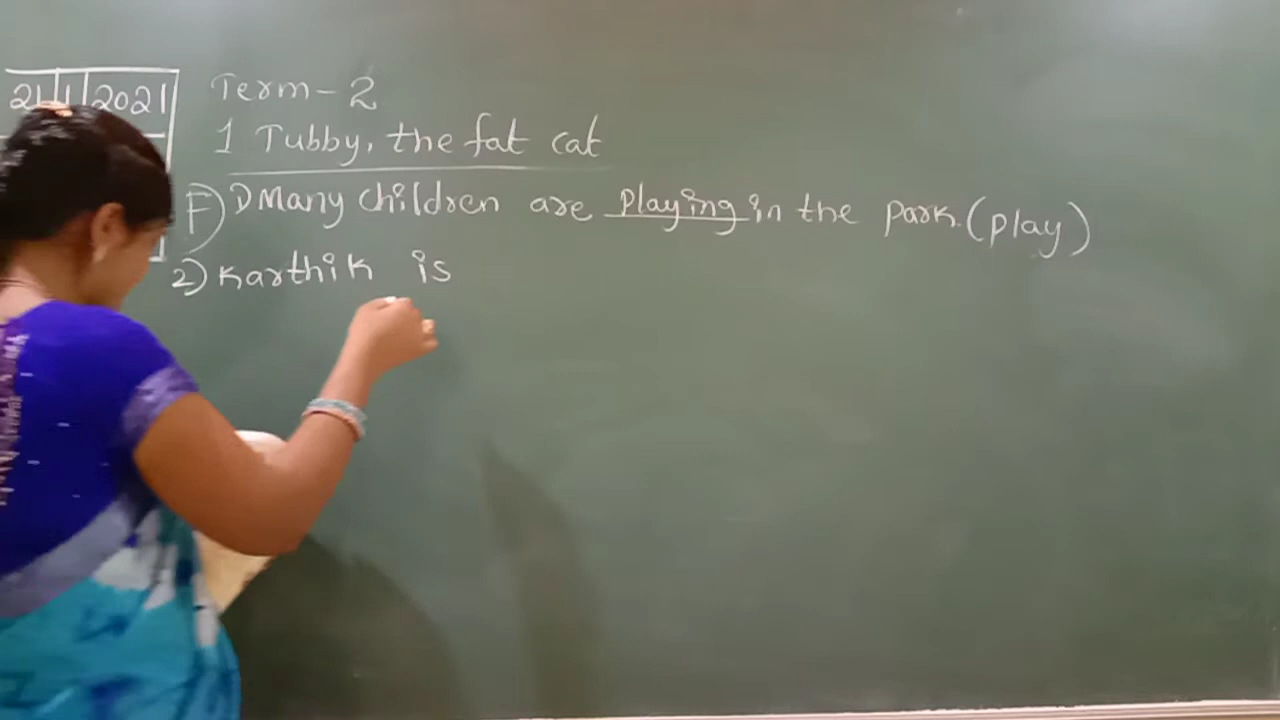 21 1 2021
Term-2
1 Tubby, the fat cat
F) 1) Many children are playing in the park. (play)
2) Karthik is